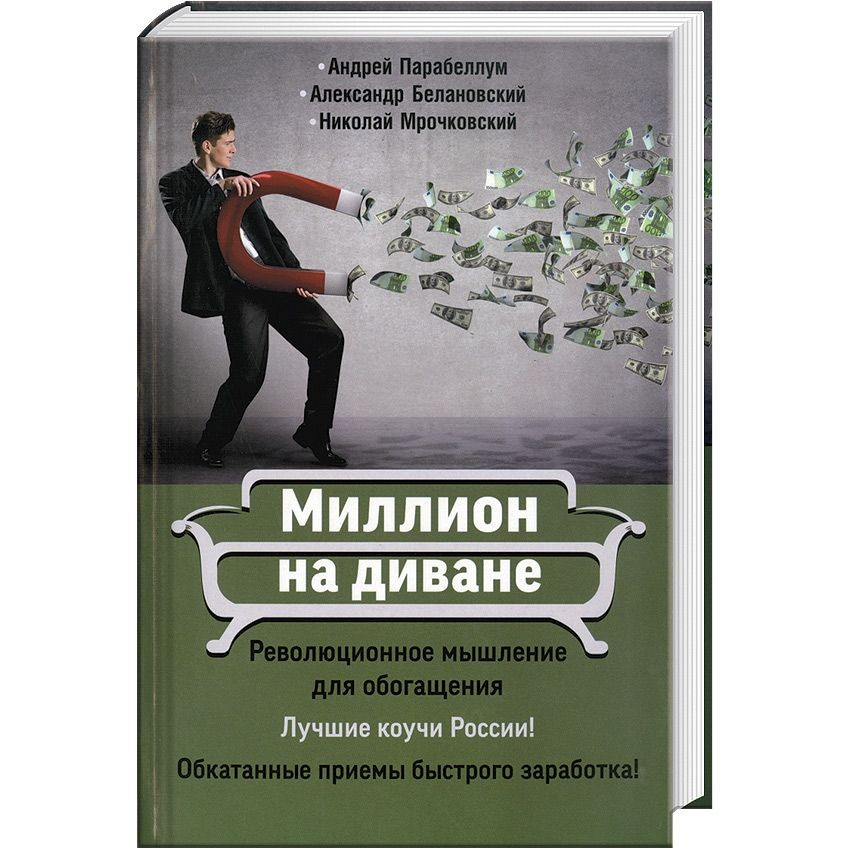 • Андрей Парабеллум
• Александр Белановский
• Николай Мрочковский
Миллион
на диване
Революционное мышление
для обогащения
Лучшие коучи России!
Обкатанные приемы быстрого заработка!